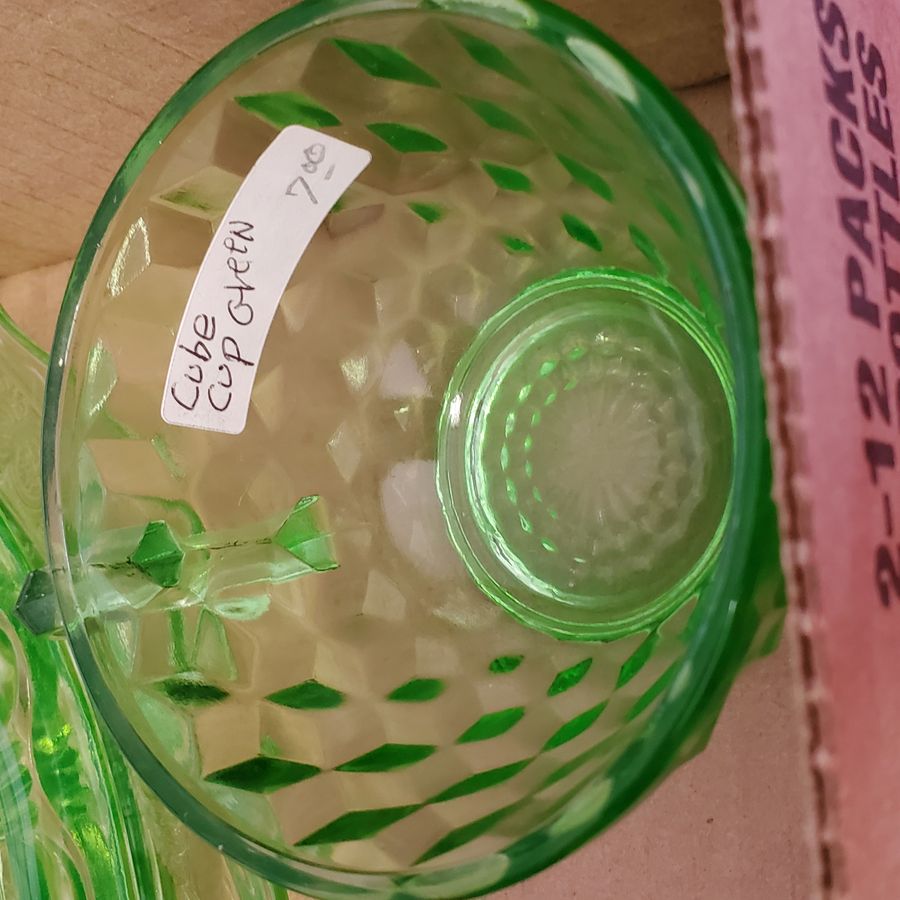 Cube
cup Green
7.00
2-12 PACKS